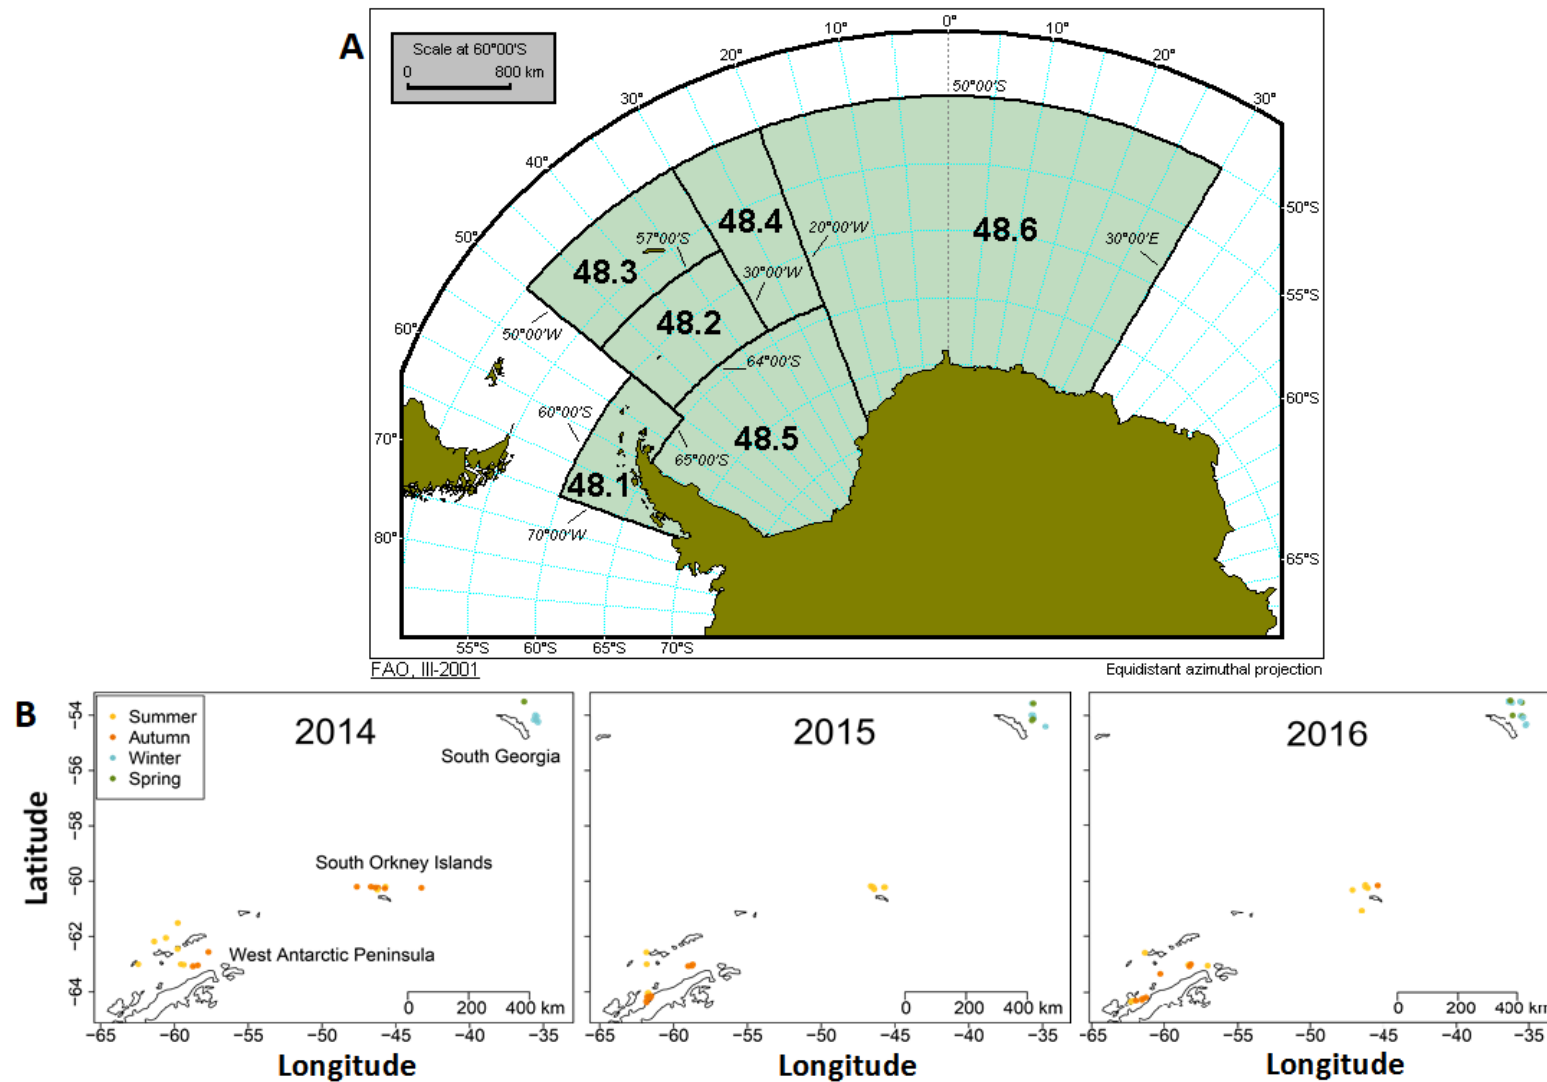 A
Scale at 60°00'S
0 800 km
0°
10° 10°
20° 20°
30° 30°
40°
50°
60°
70°
80°
50°00'S
48.4
48.6
48.3
48.2
48.5
48.1
57°00'S
20°00'W
30°00'W
30°00'E
50°00'W
64°00'S
60°00'S
65°00'S
70°00'W
50°S
55°S
60°S
65°S
55°S 60°S 65°S 70°S
FAO, III-2001
Equidistant azimuthal projection
B
Summer
Autumn
Winter
Spring
2014
South Georgia
South Orkney Islands
West Antarctic Peninsula
0 200 400 km
−54
−56
−58
−60
−62
−64
Latitude
−65 −60 −55 −50 −45 −40 −35
Longitude
2015
0 200 400 km
−65 −60 −55 −50 −45 −40 −35
Longitude
2016
0 200 400 km
−65 −60 −55 −50 −45 −40 −35
Longitude